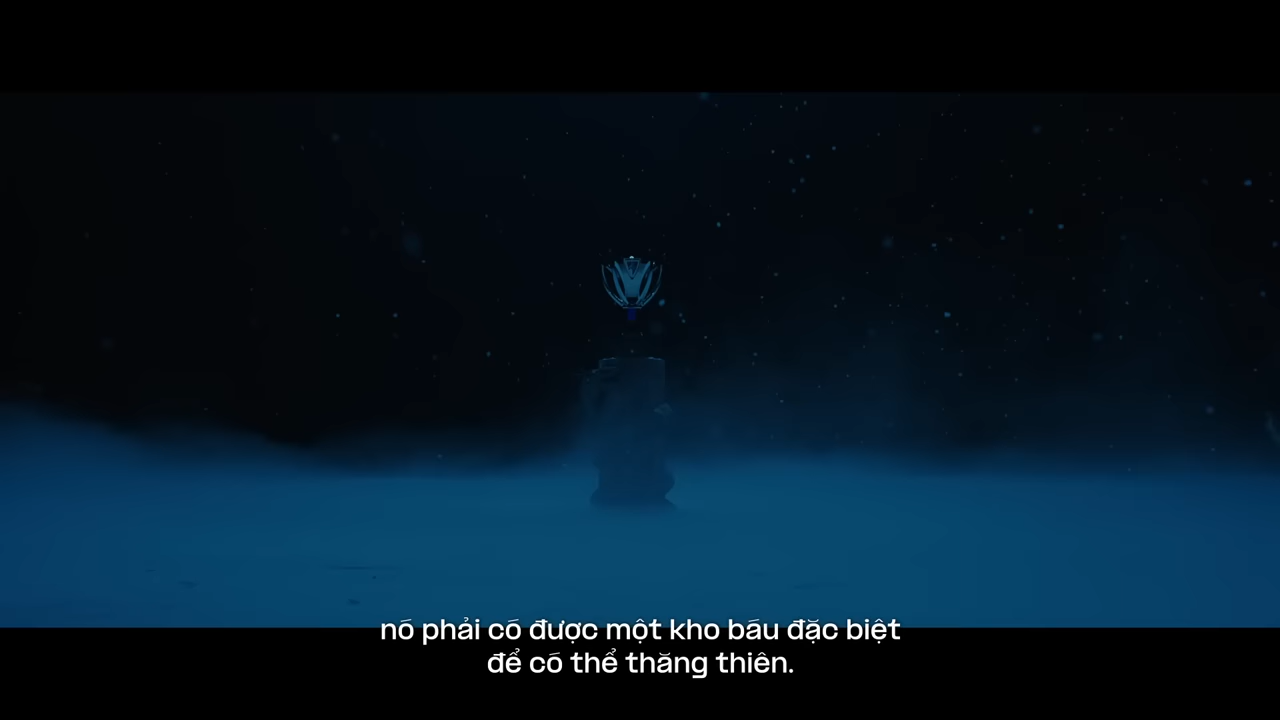 nó phải có được một kho báu đặc biệt
để có thể thăng thiên.